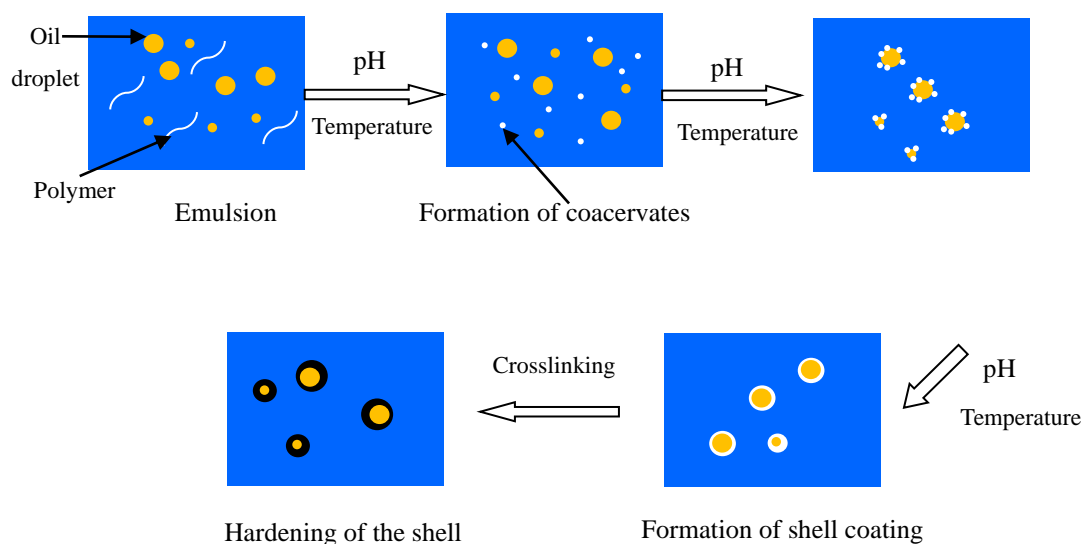 Oil
droplet
pH
Temperature
pH
Temperature
Polymer
Emulsion
Formation of coacervates
Crosslinking
pH
Temperature
Hardening of the shell
Formation of shell coating